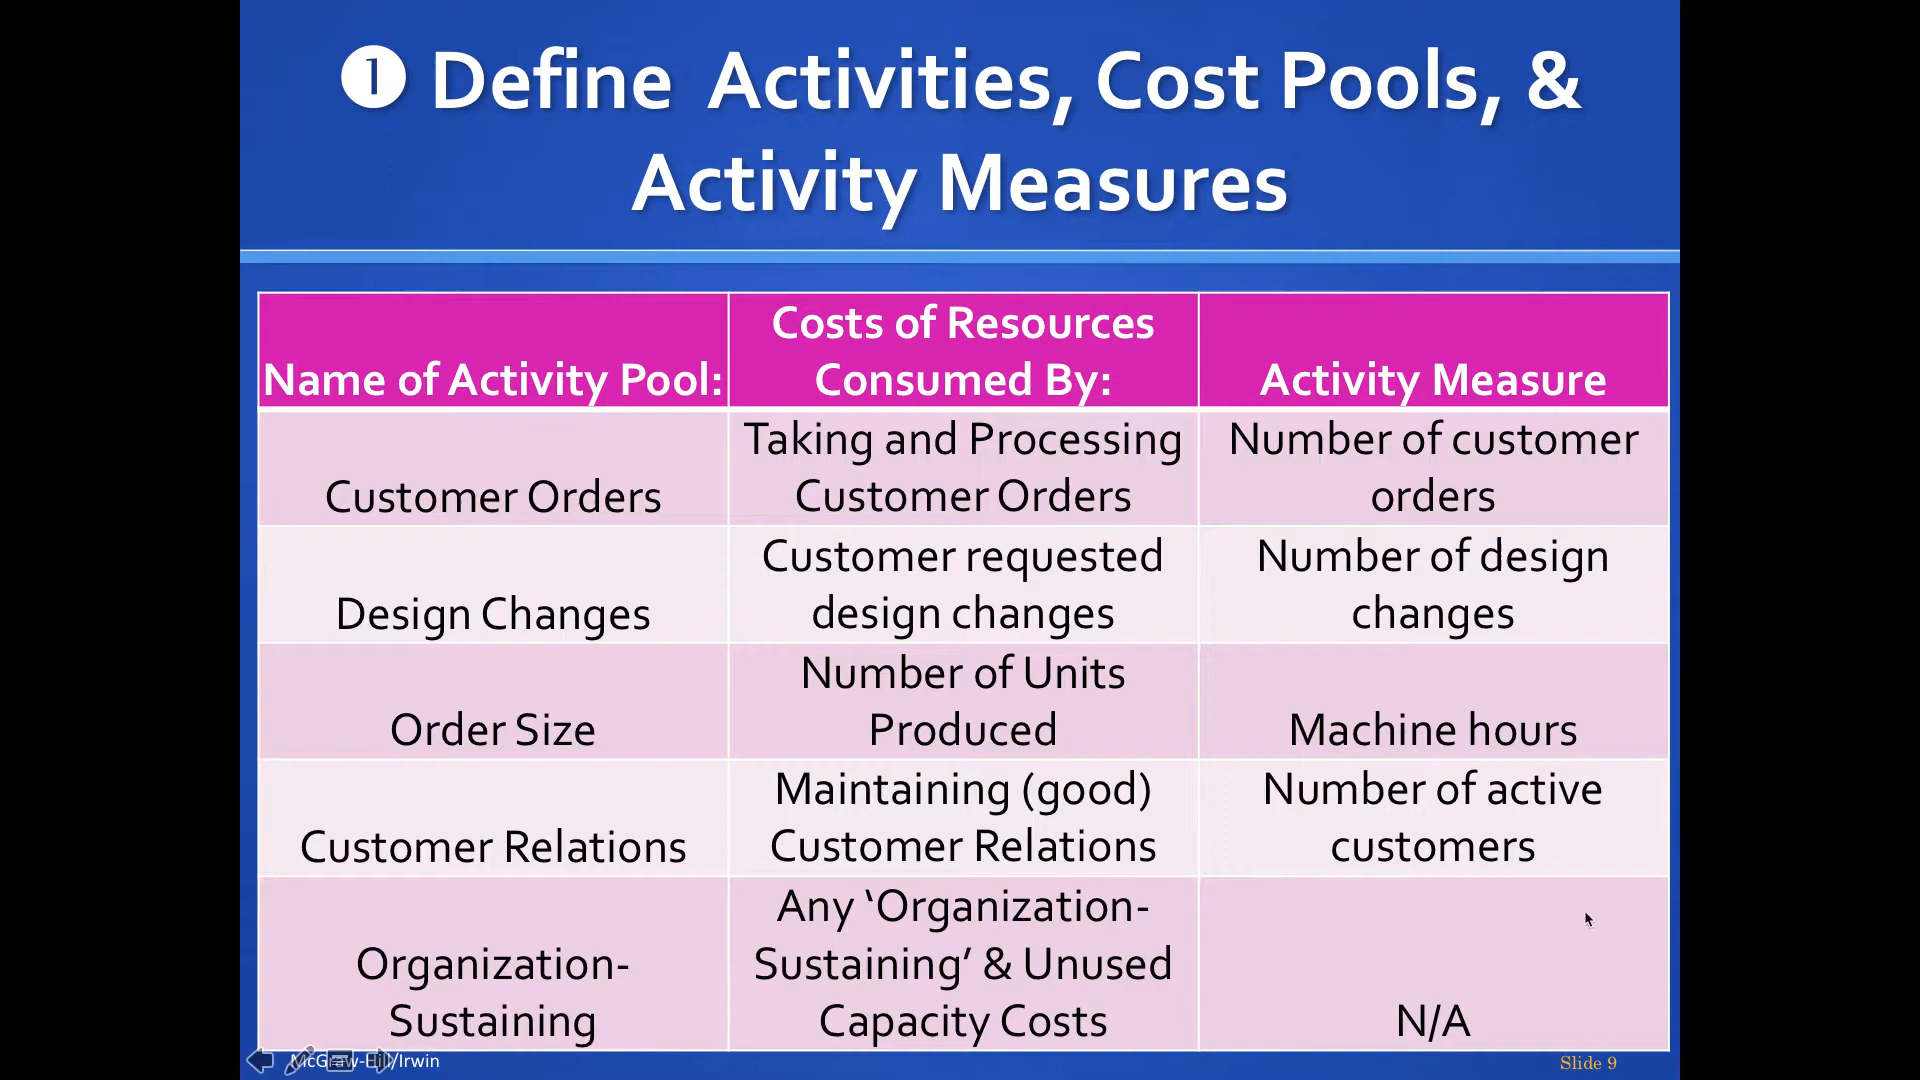 ❶ Define Activities, Cost Pools, &
Activity Measures
Name of Activity Pool:
Costs of Resources
Consumed By:
Activity Measure
Customer Orders
Taking and Processing
Customer Orders
Number of customer
orders
Design Changes
Customer requested
design changes
Number of design
changes
Order Size
Number of Units
Produced
Machine hours
Customer Relations
Maintaining (good)
Customer Relations
Number of active
customers
Organization-
Sustaining
Any ‘Organization-
Sustaining’ & Unused
Capacity Costs
N/A
McGraw-Hill/Irwin
Slide 9